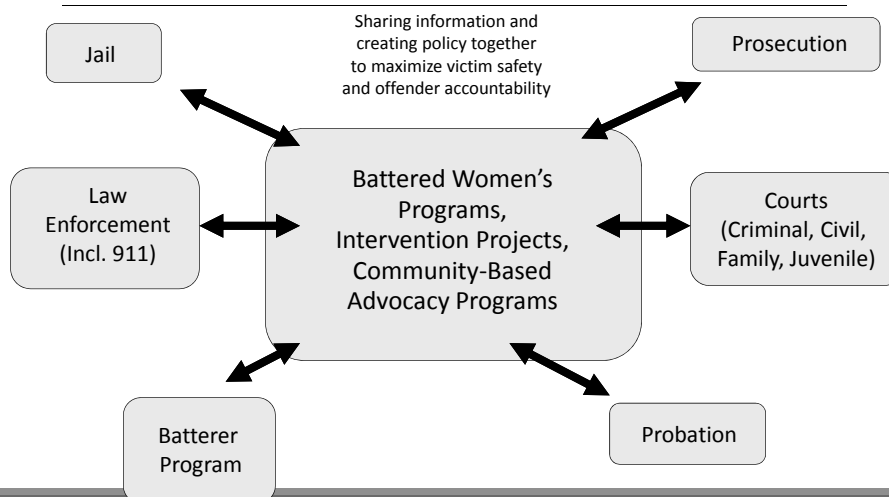 Sharing information and
creating policy together
to maximize victim safety
and offender accountability
Jail
Prosecution
Law
Enforcement
(Incl. 911)
Battered Women’s
Programs,
Intervention Projects,
Community-Based
Advocacy Programs
Courts
(Criminal, Civil,
Family, Juvenile)
Batterer
Program
Probation